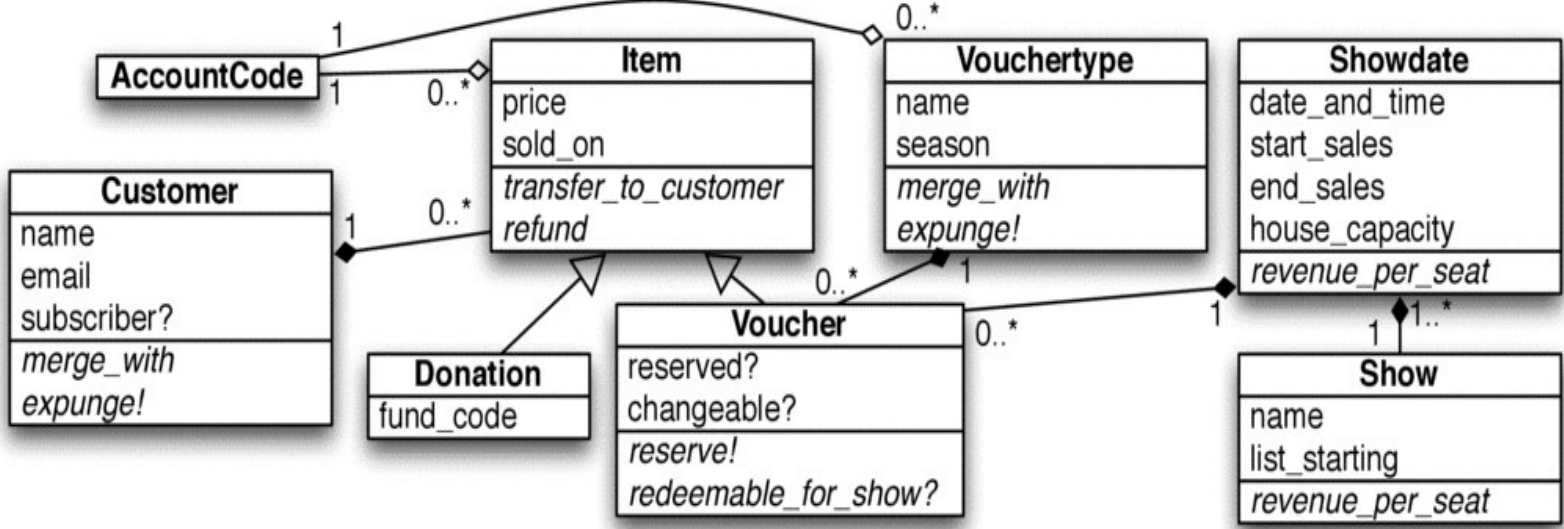 AccountCode
1
1
0..*
0..*
Item
price
sold_on
transfer_to_customer
refund
Vouchertype
name
season
merge_with
expunge!
Showdate
date_and_time
start_sales
end_sales
house_capacity
revenue_per_seat
Customer
name
email
subscriber?
merge_with
expunge!
1
0..*
Donation
fund_code
Voucher
reserved?
changeable?
reserve!
redeemable_for_show?
0..*
1
0..*
1
1..*
1
Show
name
list_starting
revenue_per_seat